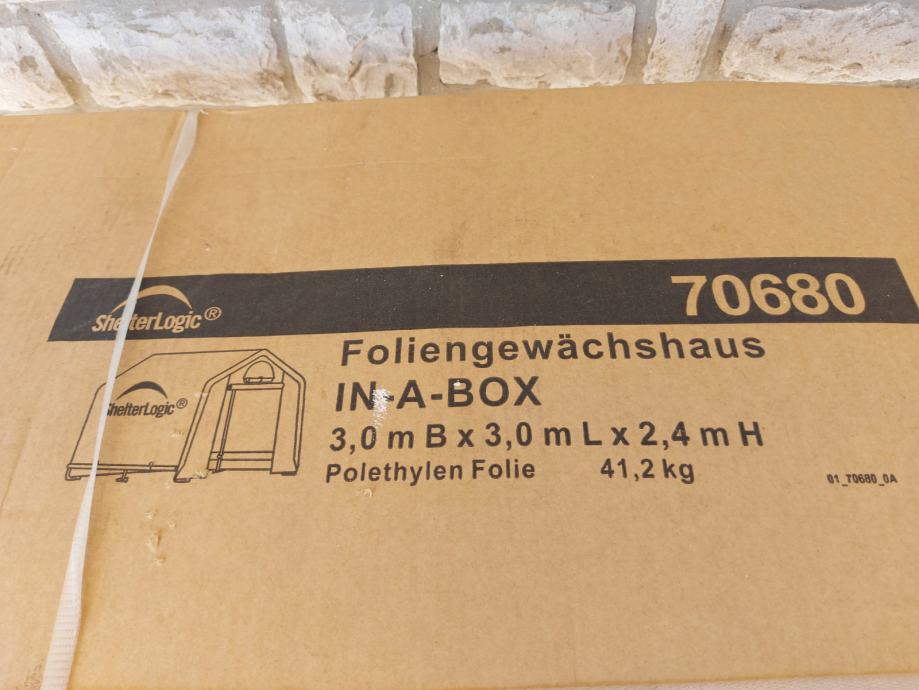 ShelterLogic®
70680
Foliengewächshaus
IN-A-BOX
ShelterLogic®
3,0 m B x 3,0 m L x 2,4 m H
Polethylen Folie 41,2 kg
01_70680_0A